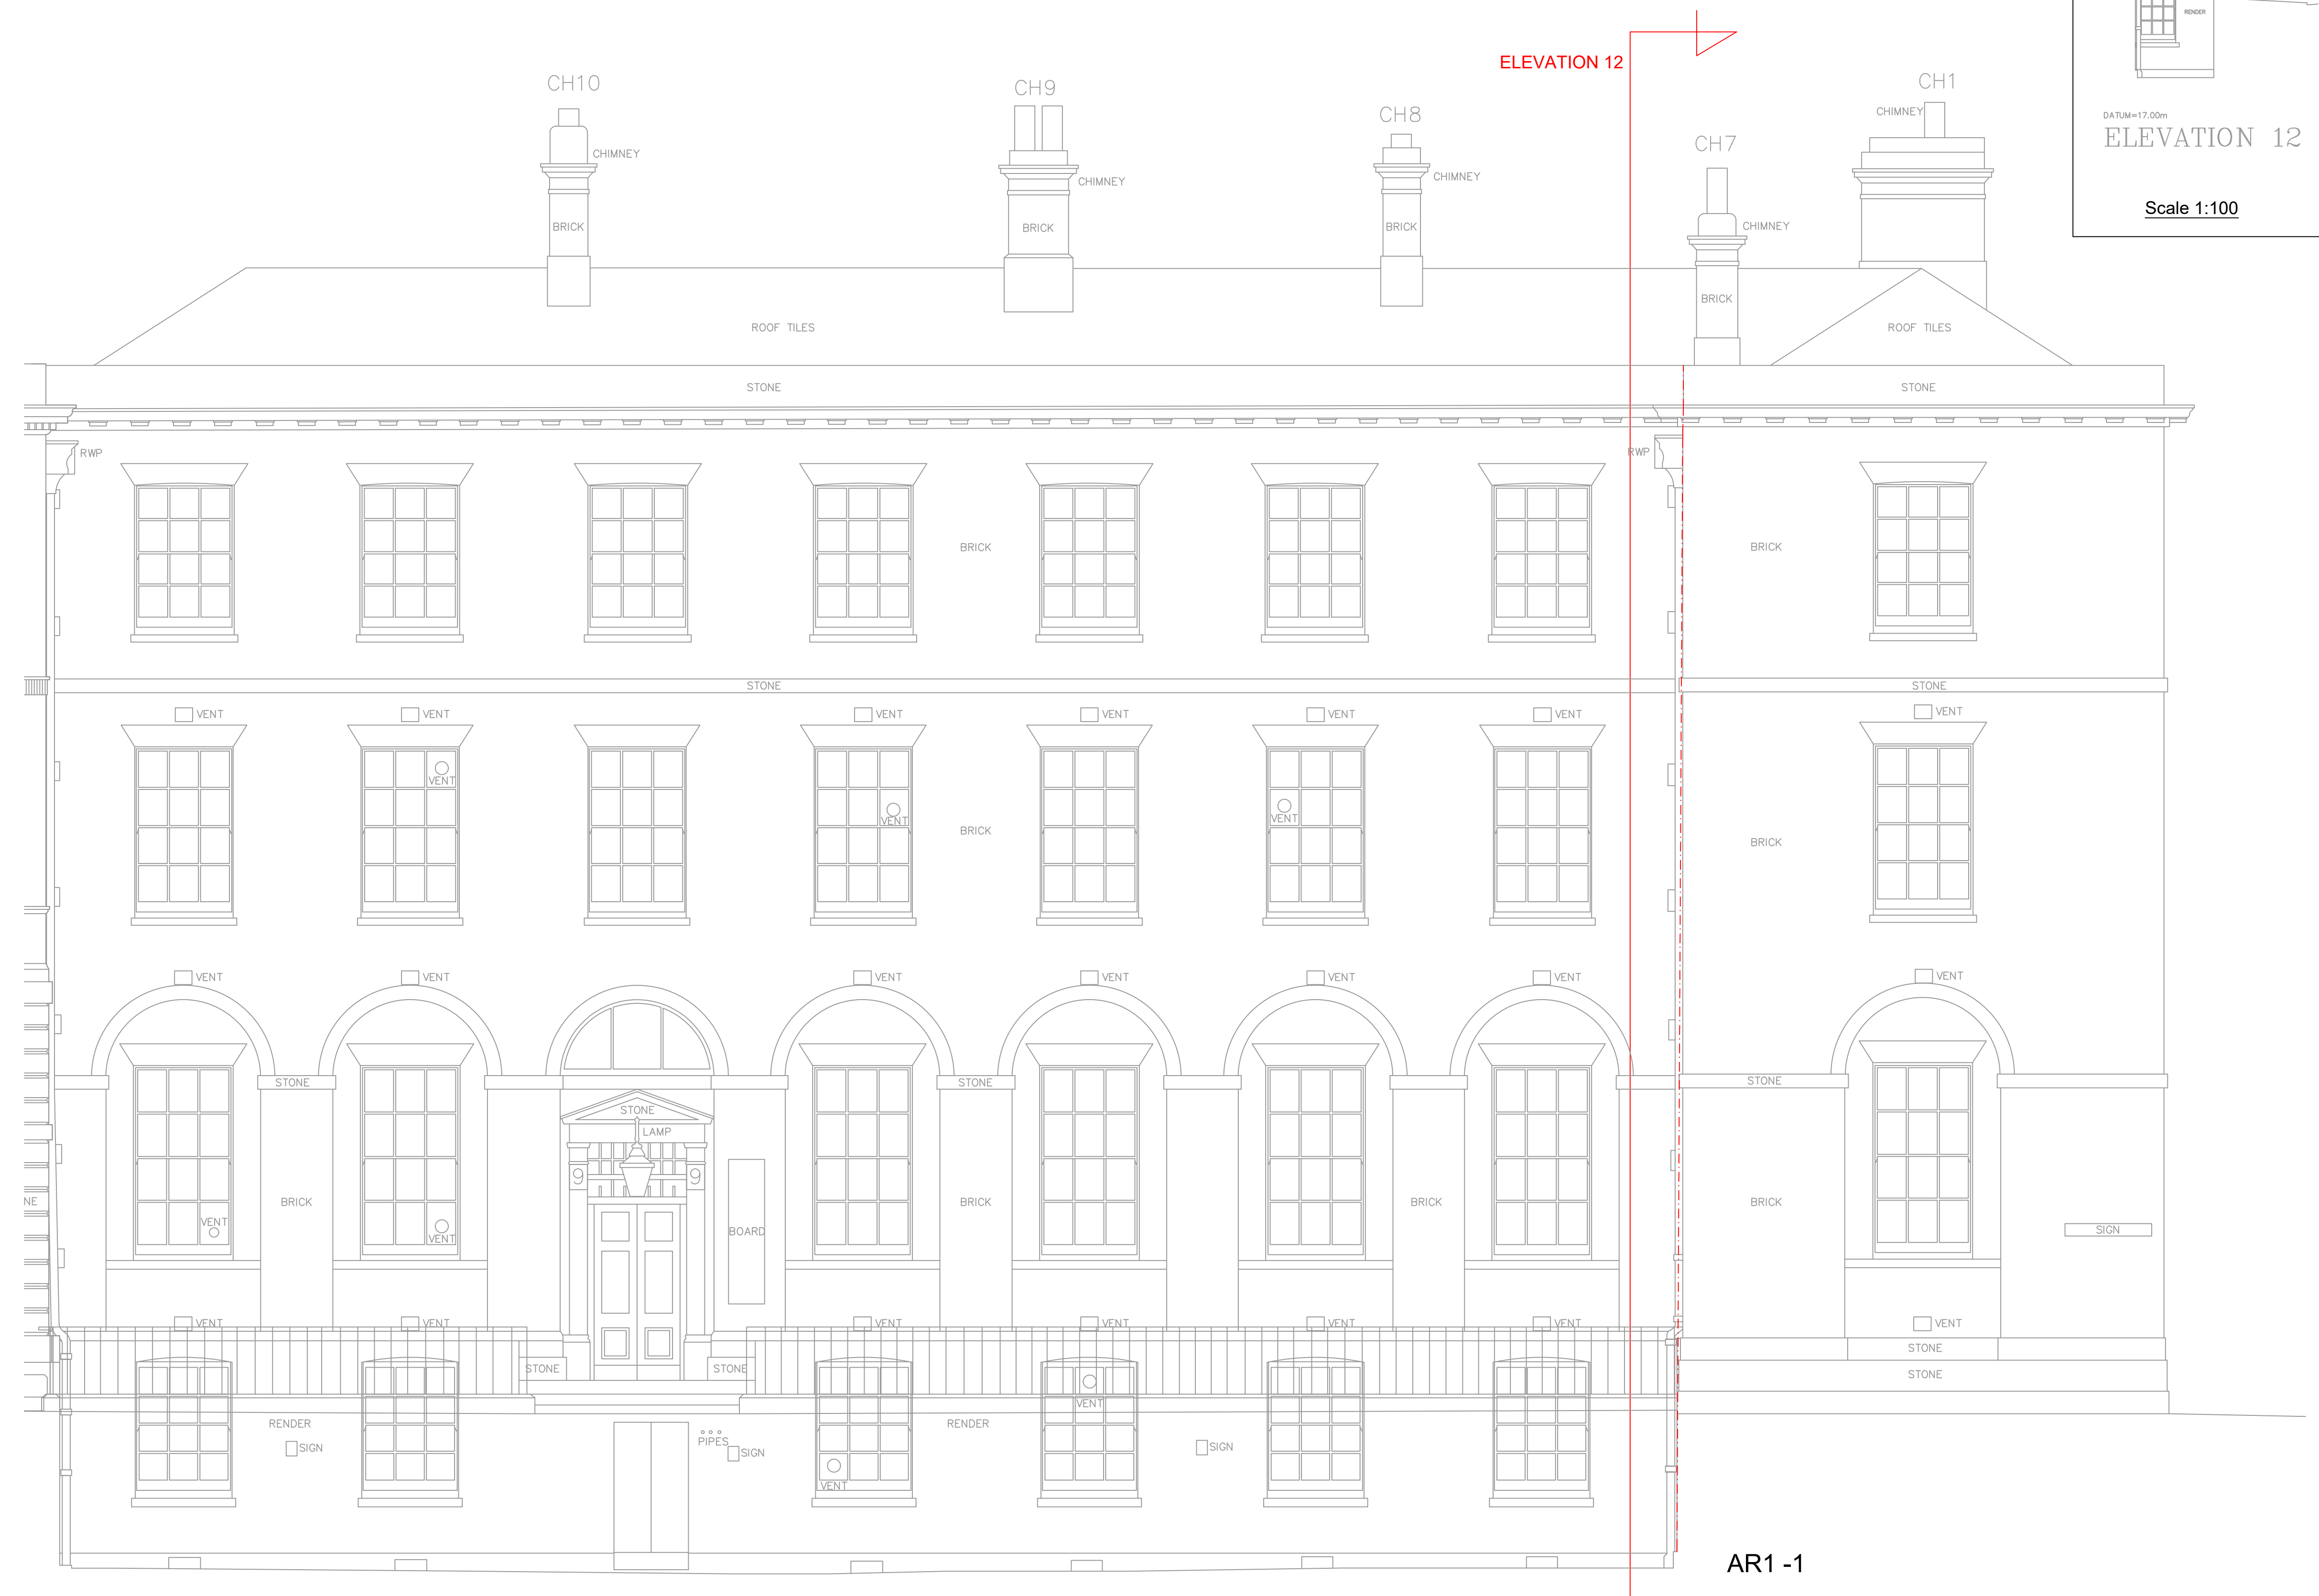 RENDER
ELEVATION 12
CH10
CH9
CH8
CH7
CH1
CHIMNEY
DATUM=17.00m
ELEVATION 12
CHIMNEY
CHIMNEY
CHIMNEY
CHIMNEY
Scale 1:100
BRICK
BRICK
BRICK
BRICK
ROOF TILES
ROOF TILES
STONE
STONE
RWP
RWP
BRICK
BRICK
STONE
STONE
VENT
VENT
VENT
VENT
VENT
VENT
VENT
VENT
VENT
VENT
BRICK
BRICK
VENT
VENT
VENT
VENT
VENT
VENT
VENT
STONE
STONE
STONE
STONE
LAMP
9
9
NE
BRICK
BRICK
BRICK
BRICK
VENT
VENT
BOARD
SIGN
VENT
VENT
VENT
VENT
VENT
VENT
VENT
STONE
STONE
STONE
STONE
VENT
RENDER
RENDER
SIGN
PIPES
SIGN
SIGN
VENT
AR1 -1